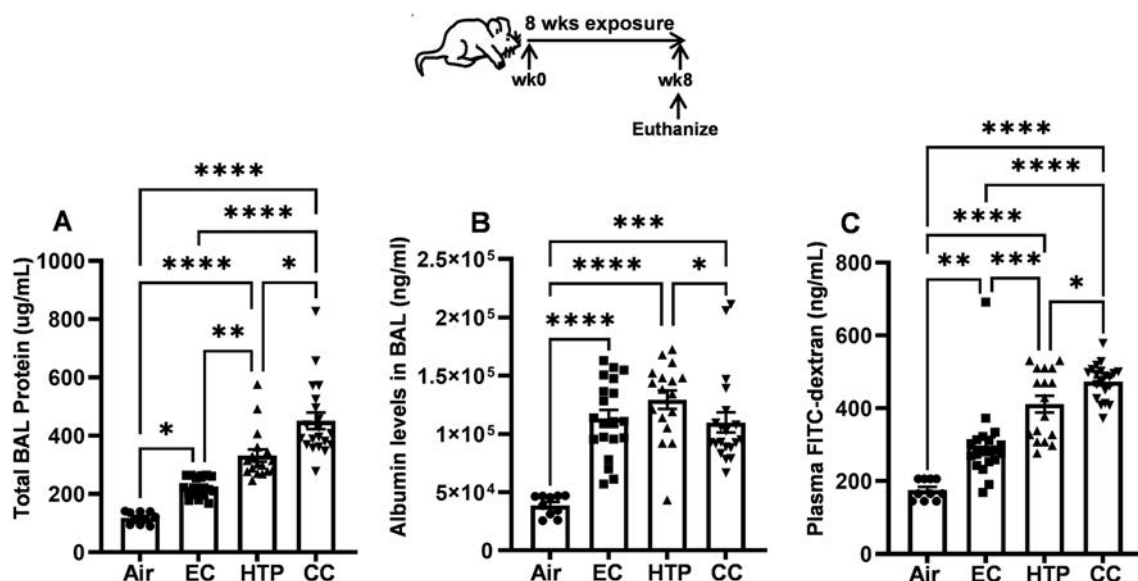 8 wks exposure
wk0
wk8
Euthanize
A
****
****
****
*
**
*
Total BAL Protein (ug/mL)
1000
800
600
400
200
0
Air EC HTP CC
B
***
****
*
****
Albumin levels in BAL (ng/ml)
2.5×10⁵
2×10⁵
1.5×10⁵
1×10⁵
5×10⁴
0
Air EC HTP CC
C
****
****
****
**
***
*
Plasma FITC-dextran (ng/mL)
800
600
400
200
0
Air EC HTP CC